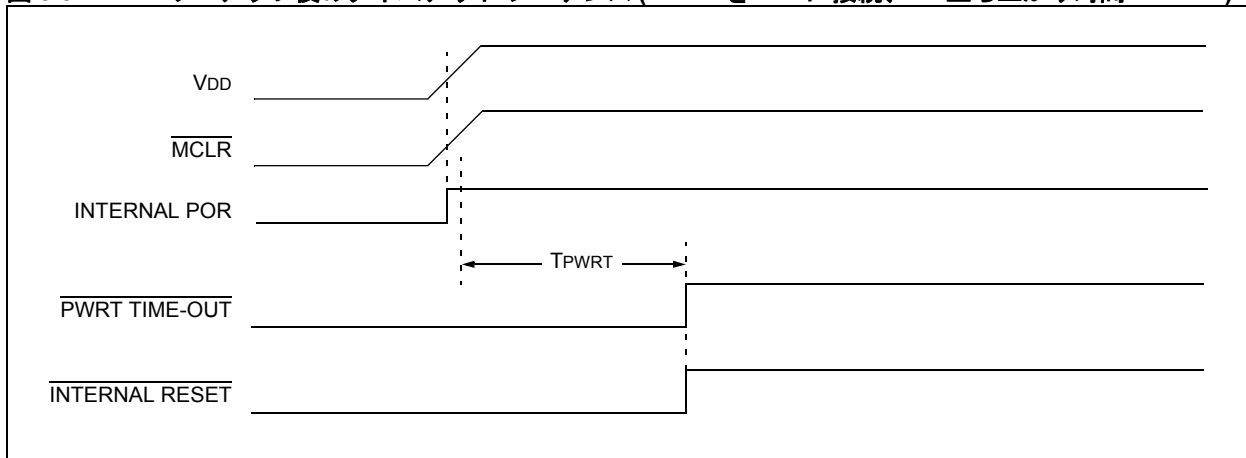 VDD
MCLR
INTERNAL POR
TPWRT
PWRT TIME-OUT
INTERNAL RESET